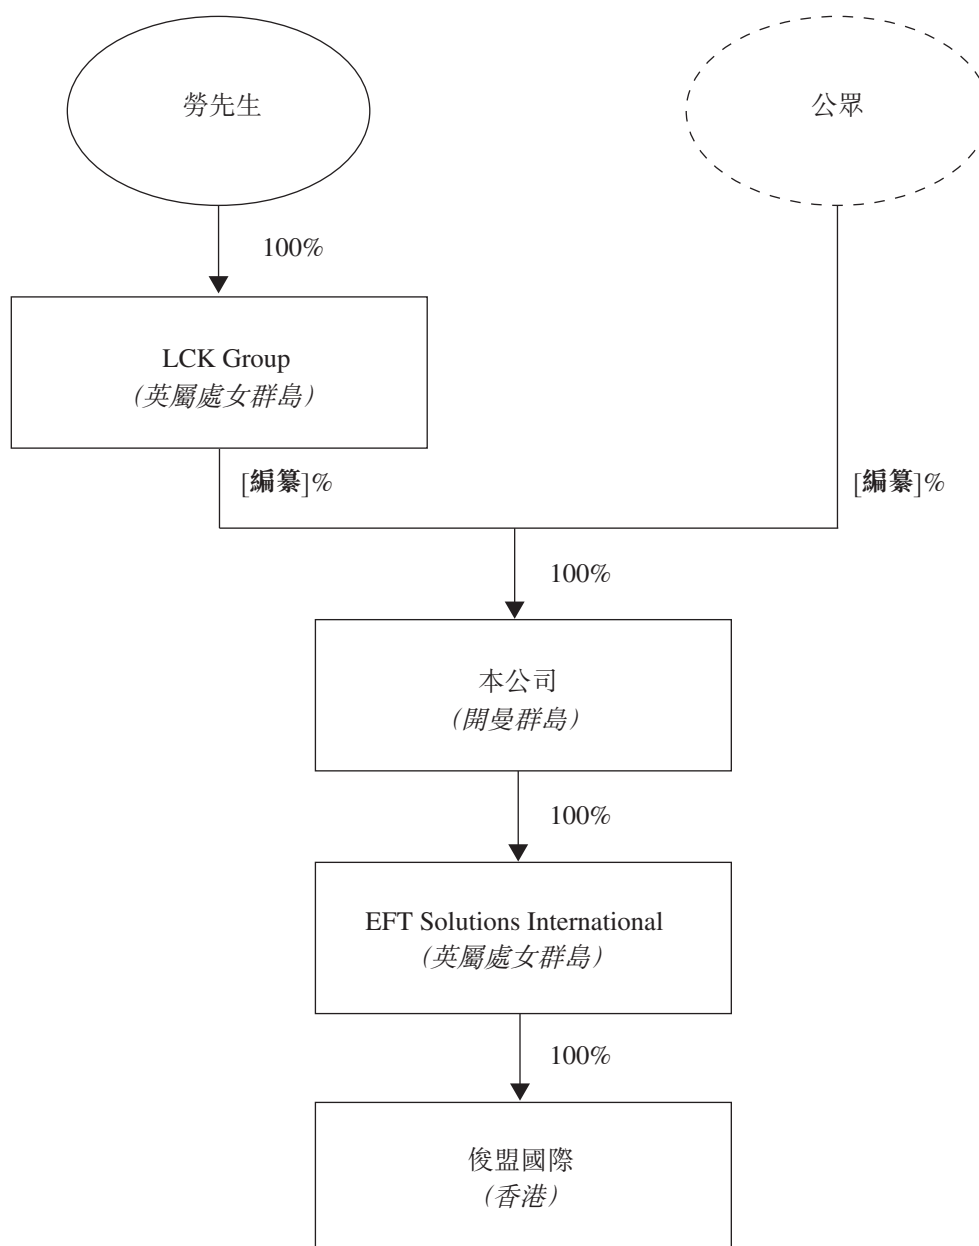 勞先生
公眾
100%
LCK Group
(英屬處女群島)
[編纂]%
[編纂]%
100%
本公司
(開曼群島)
100%
EFT Solutions International
(英屬處女群島)
100%
俊盟國際
(香港)